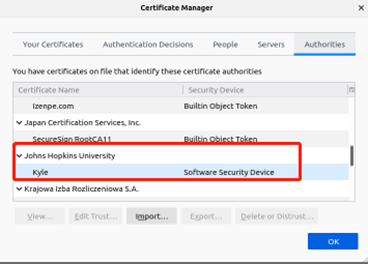 Certificate Manager
Your Certificates Authentication Decisions People Servers Authorities
You have certificates on file that identify these certificate authorities
Certificate Name Security Device
Izenpe.com Builtin Object Token
Japan Certification Services, Inc.
SecureSign RootCA11 Builtin Object Token
Johns Hopkins University
Kyle Software Security Device
Krajowa Izba Rozliczeniowa S.A.
View... Edit Trust... Import... Export... Delete or Distrust...
OK